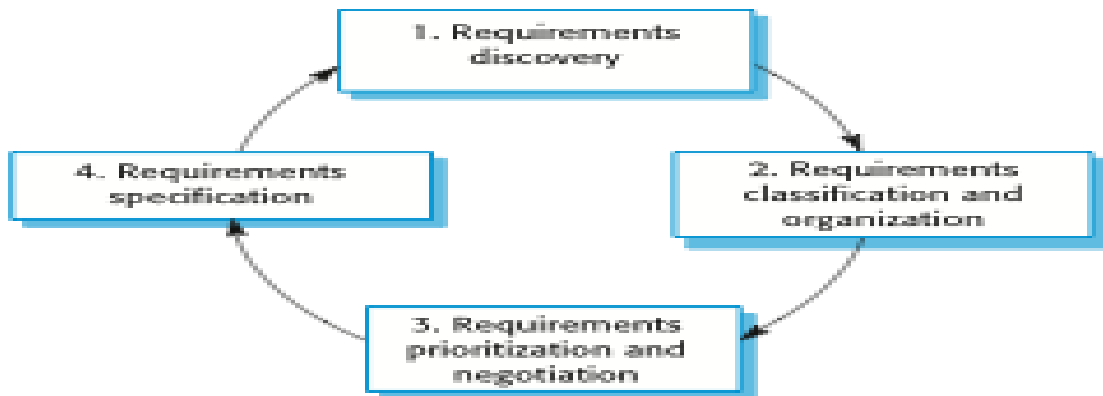 1. Requirements
discovery
2. Requirements
classification and
organization
3. Requirements
prioritization and
negotiation
4. Requirements
specification